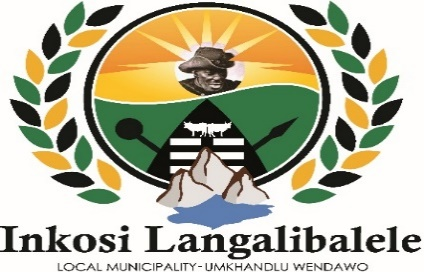 Inkosi Langalibalele
LOCAL MUNICIPALITY-UMKHANDLU WENDAWO